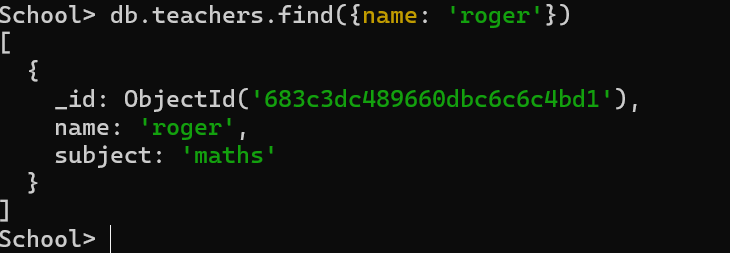 School> db.teachers.find({name: 'roger'})
[
  {
    _id: ObjectId('683c3dc489660dbc6c6c4bd1'),
    name: 'roger',
    subject: 'maths'
  }
]
School>